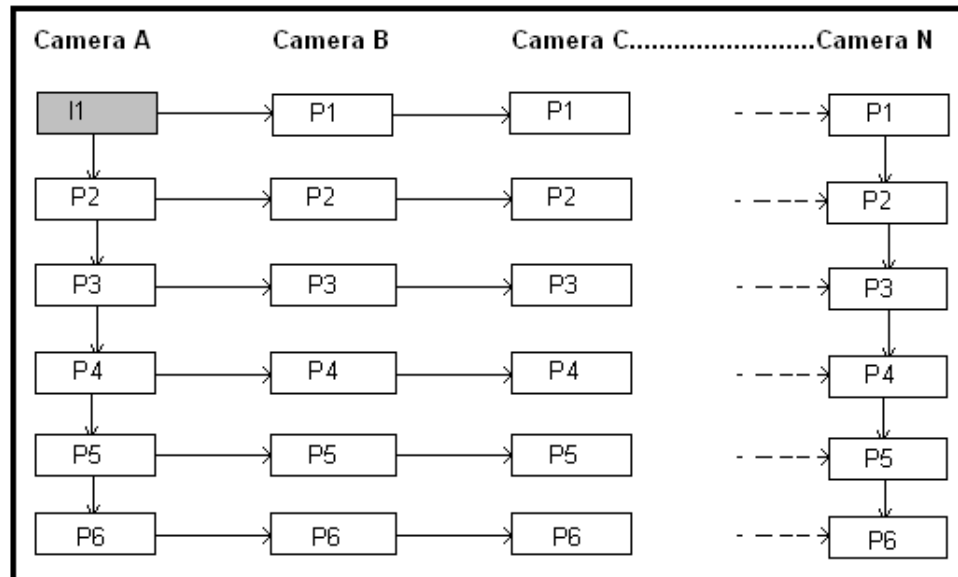 Camera A Camera B Camera C.........................Camera N
I1 P1 P1 P1
P2 P2 P2 P2
P3 P3 P3 P3
P4 P4 P4 P4
P5 P5 P5 P5
P6 P6 P6 P6